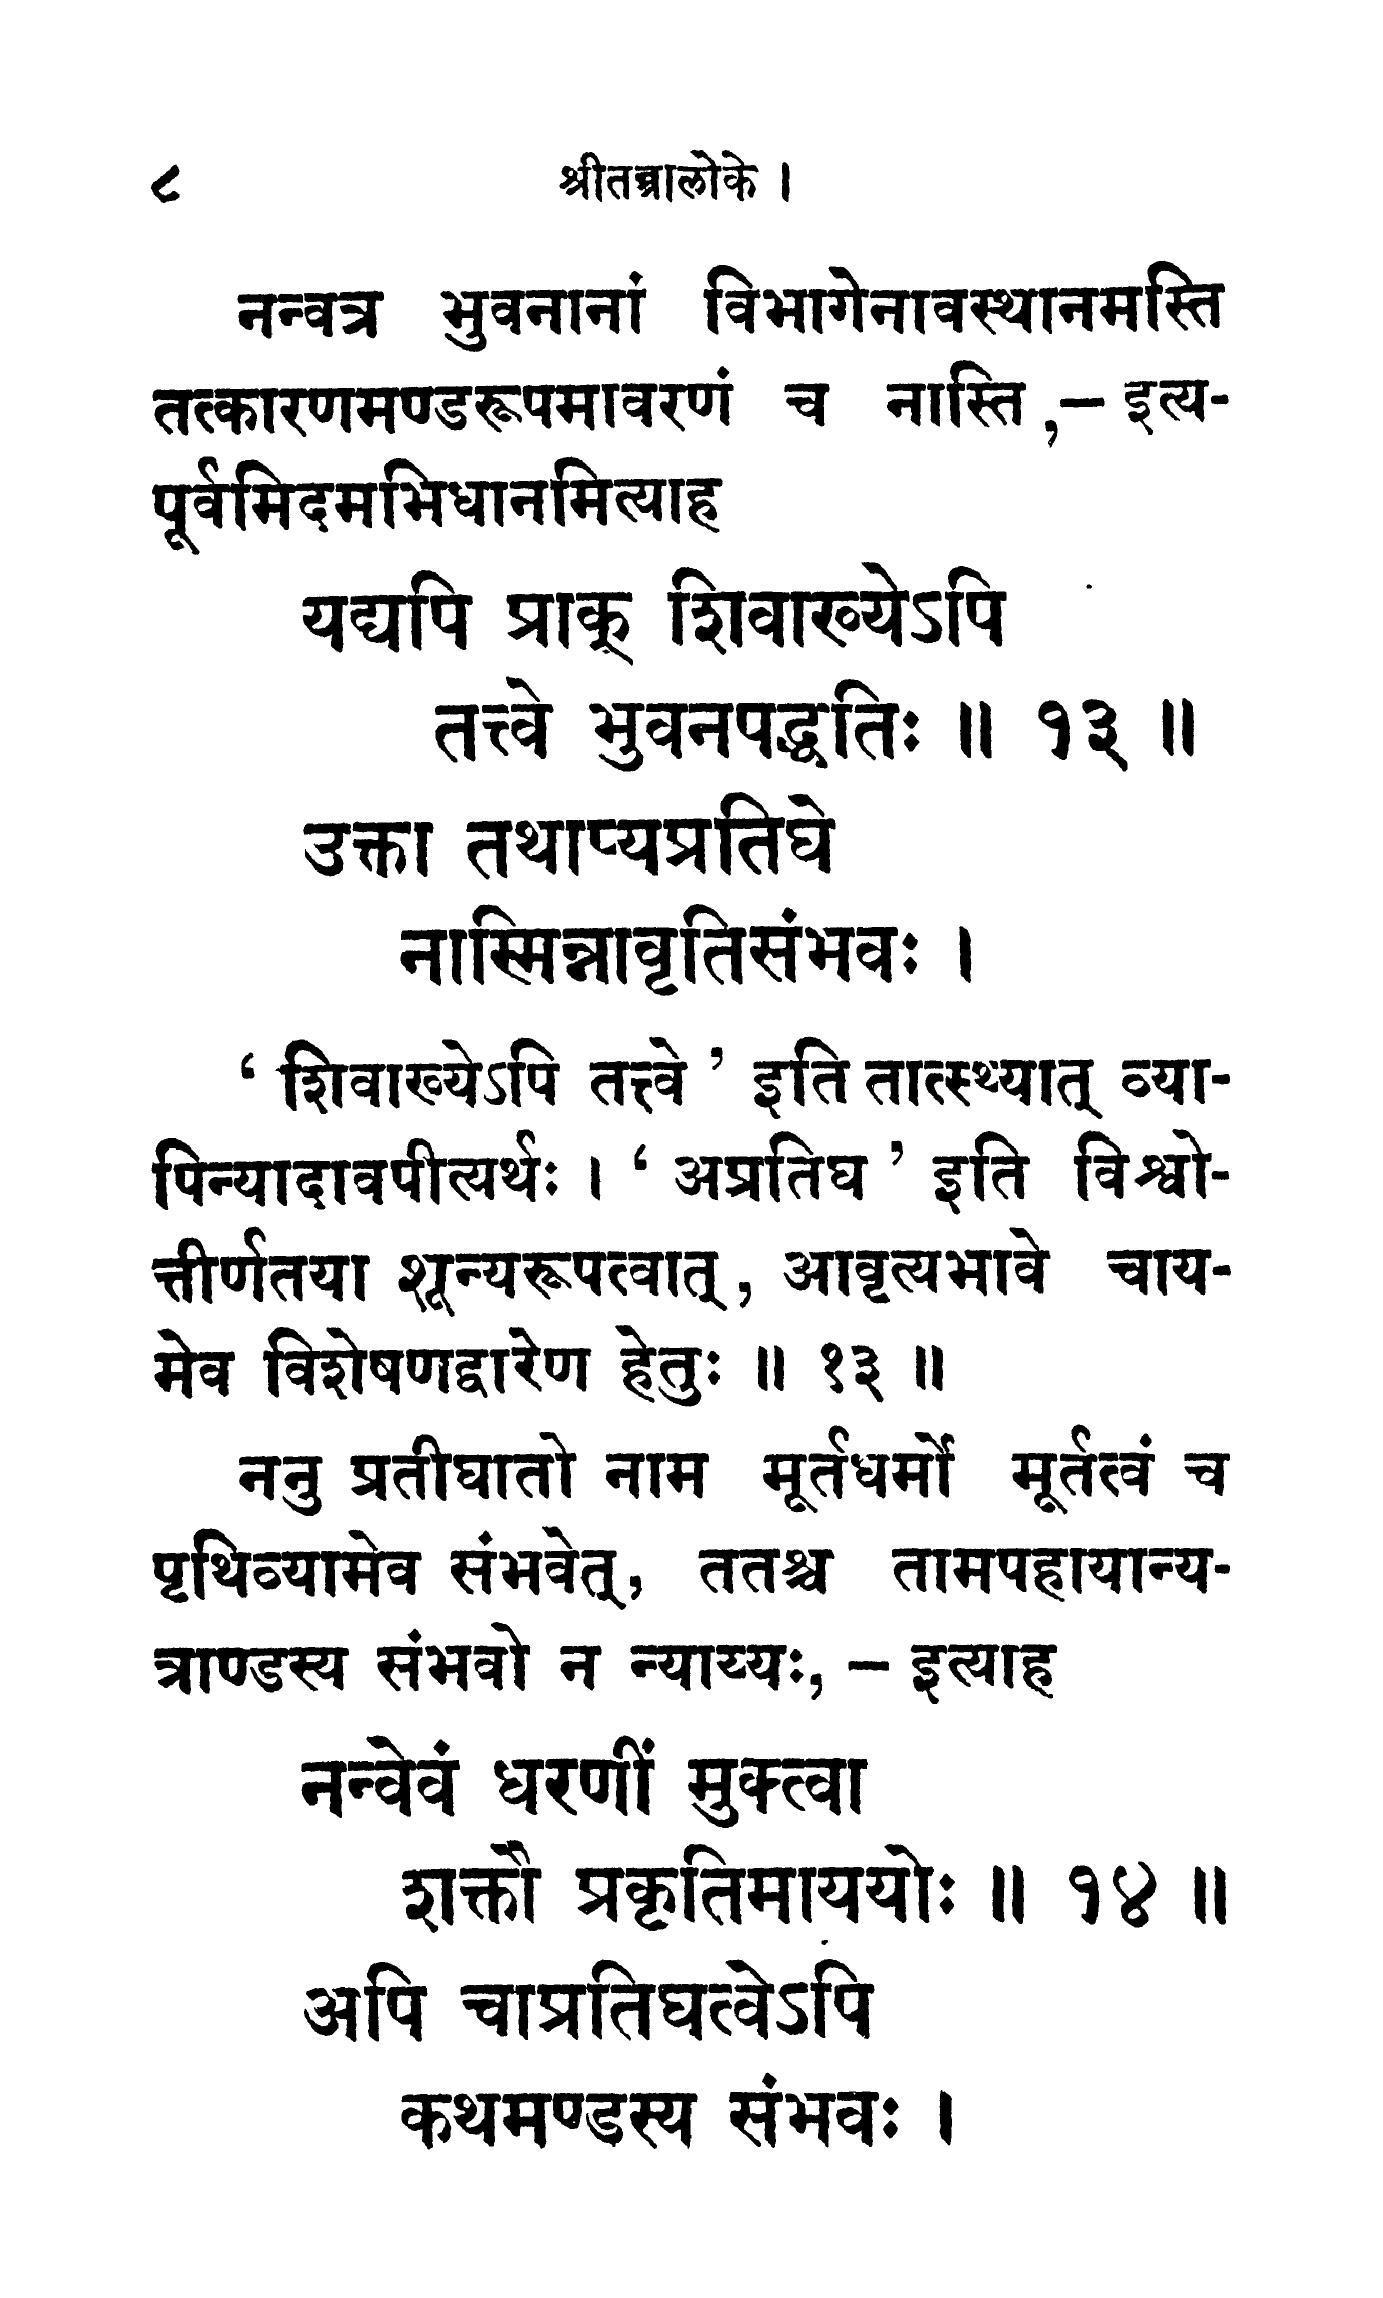 ८ श्रीतन्त्रालोके ।
नन्वत्र भुवनानां विभागेनावस्थानमस्ति
तत्कारणमण्डरूपमावरणं च नास्ति,— इत्य-
पूर्वमिदमभिधानमित्याह
यद्यपि प्राक् शिवाख्येऽपि
तत्त्वे भुवनपद्धतिः ॥ १३ ॥
उक्ता तथाप्यप्रतिघे
नास्मिन्नावृतिसंभवः ।
‘ शिवाख्येऽपि तत्त्वे ’ इति तात्स्थ्यात् व्या-
पिन्यादावपीत्यर्थः । ‘ अप्रतिघ ’ इति विश्वो-
त्तीर्णतया शून्यरूपत्वात्, आवृत्यभावे चाय-
मेव विशेषणद्वारेण हेतुः ॥ १३ ॥
ननु प्रतीघातो नाम मूर्तधर्मो मूर्तत्वं च
पृथिव्यामेव संभवेत्, ततश्च तामपहायान्य-
त्राण्डस्य संभवो न न्याय्यः, — इत्याह
नन्वेवं धरणीं मुक्त्वा
शक्तौ प्रकृतिमाययोः ॥ १४ ॥
अपि चाप्रतिघत्वेऽपि
कथमण्डस्य संभवः ।